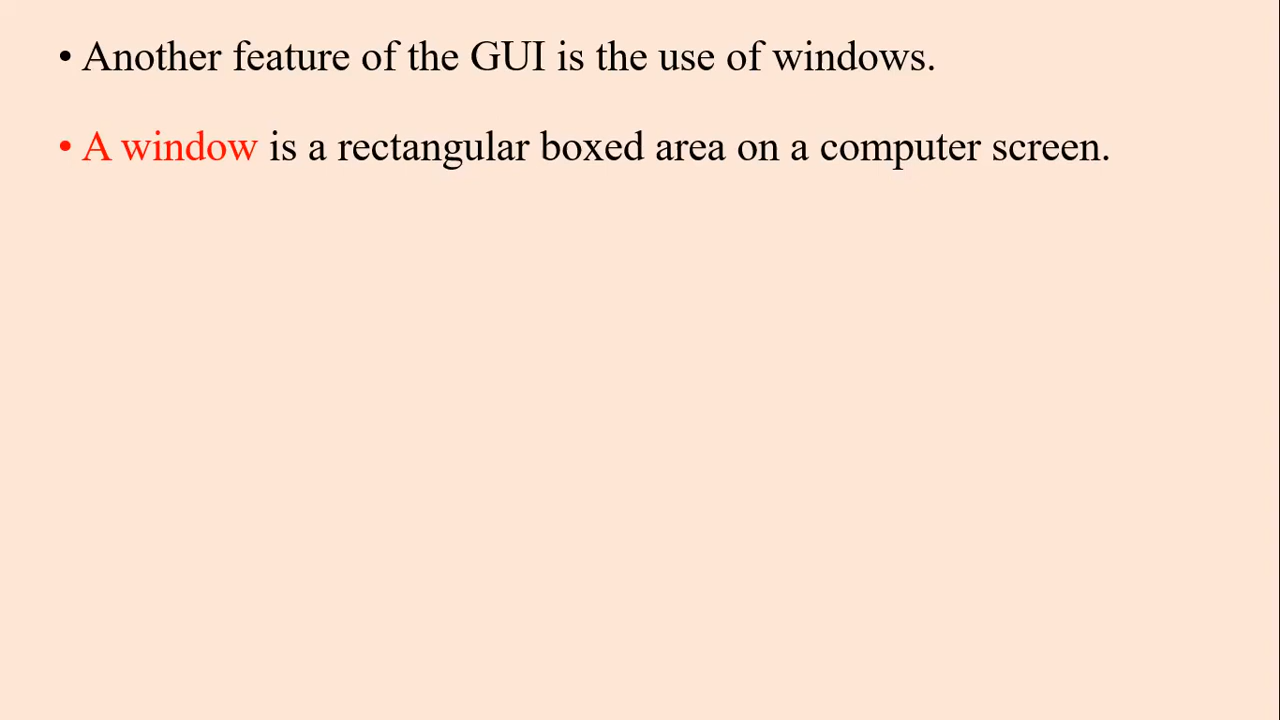 • Another feature of the GUI is the use of windows.
• A window is a rectangular boxed area on a computer screen.